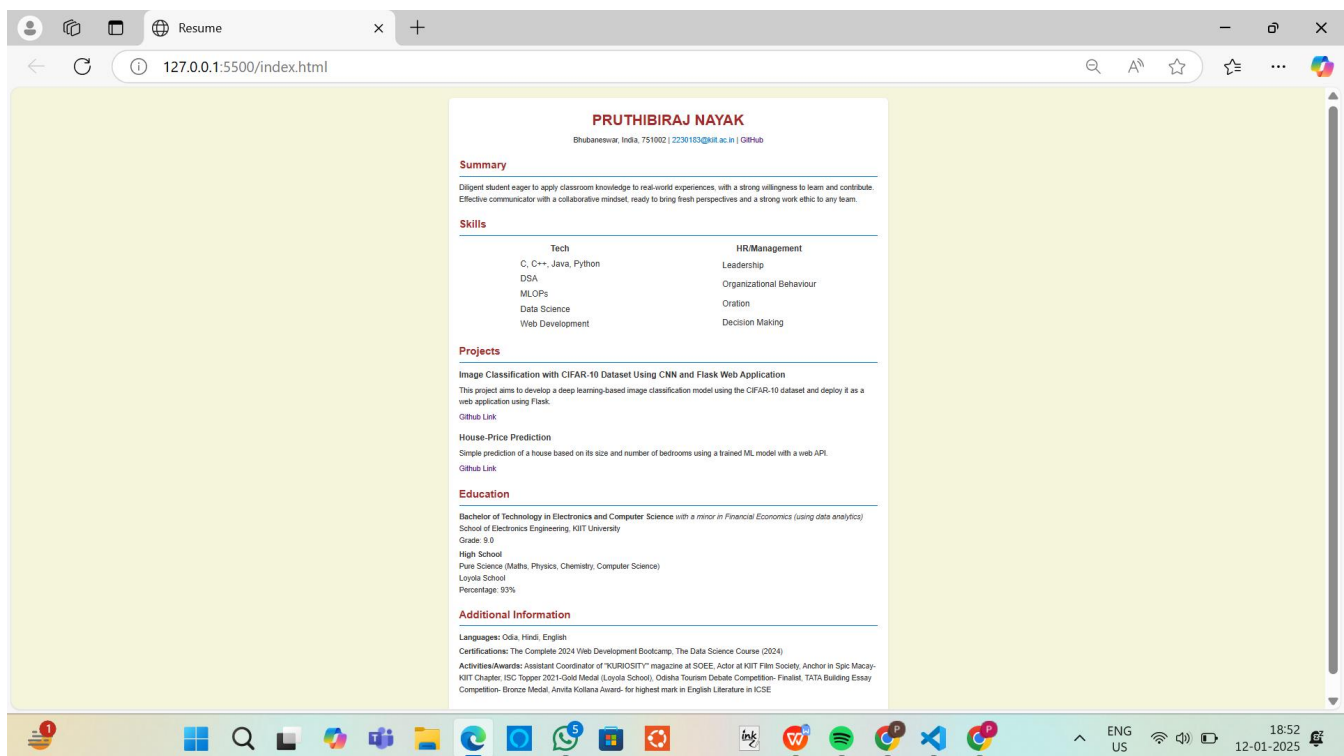 Resume
127.0.0.1:5500/index.html
PRUTHIBIRAJ NAYAK
Bhubaneswar, India, 751002 | 2230183@kiit.ac.in | GitHub
Summary
Diligent student eager to apply classroom knowledge to real-world experiences, with a strong willingness to learn and contribute.
Effective communicator with a collaborative mindset, ready to bring fresh perspectives and a strong work ethic to any team.
Skills
Tech
C, C++, Java, Python
DSA
MLOPs
Data Science
Web Development
HR/Management
Leadership
Organizational Behaviour
Oration
Decision Making
Projects
Image Classification with CIFAR-10 Dataset Using CNN and Flask Web Application
This project aims to develop a deep learning-based image classification model using the CIFAR-10 dataset and deploy it as a
web application using Flask.
Github Link
House-Price Prediction
Simple prediction of a house based on its size and number of bedrooms using a trained ML model with a web API.
Github Link
Education
Bachelor of Technology in Electronics and Computer Science with a minor in Financial Economics (using data analytics)
School of Electronics Engineering, KIIT University
Grade: 9.0
High School
Pure Science (Maths, Physics, Chemistry, Computer Science)
Loyola School
Percentage: 93%
Additional Information
Languages: Odia, Hindi, English
Certifications: The Complete 2024 Web Development Bootcamp, The Data Science Course (2024)
Activities/Awards: Assistant Coordinator of "KURIOSITY" magazine at SOEE, Actor at KIIT Film Society, Anchor in Spic Macay-
KIIT Chapter, ISC Topper 2021-Gold Medal (Loyola School), Odisha Tourism Debate Competition- Finalist, TATA Building Essay
Competition- Bronze Medal, Anvita Kollana Award- for highest mark in English Literature in ICSE
1
5
ink
P
P
ENG
US
18:52
12-01-2025